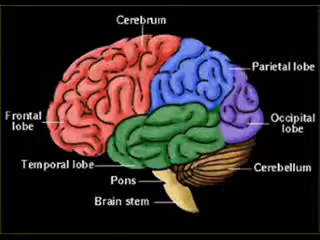 Cerebrum
Parietal lobe
Frontal
lobe
Occipital
lobe
Temporal lobe
Cerebellum
Pons
Brain stem